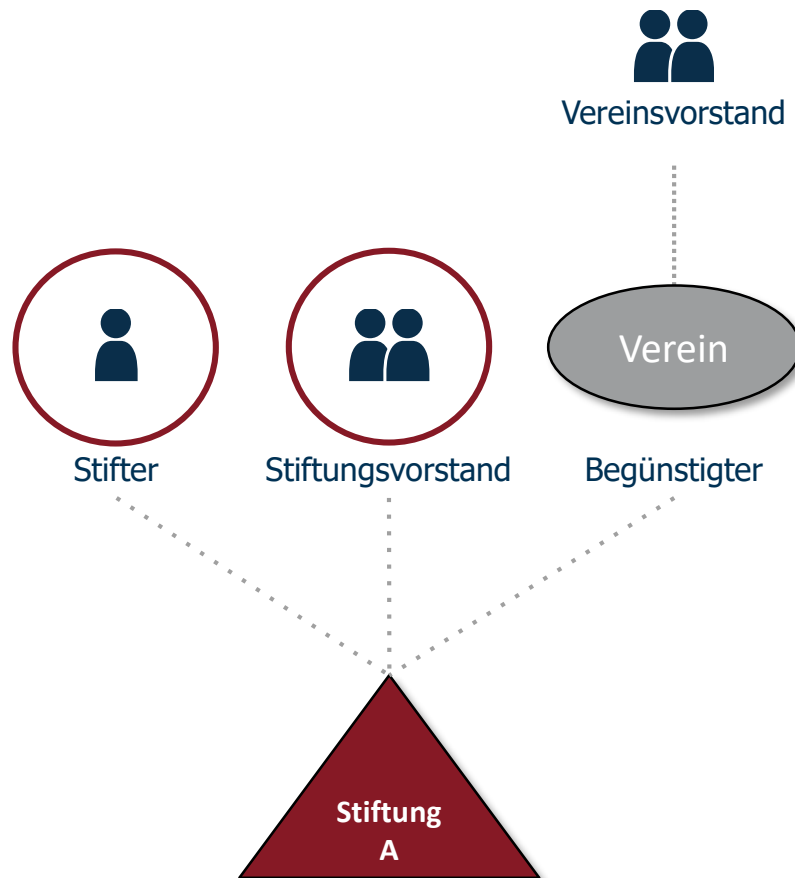 Vereinsvorstand
Verein
Stifter
Stiftungsvorstand
Begünstigter
Stiftung
A